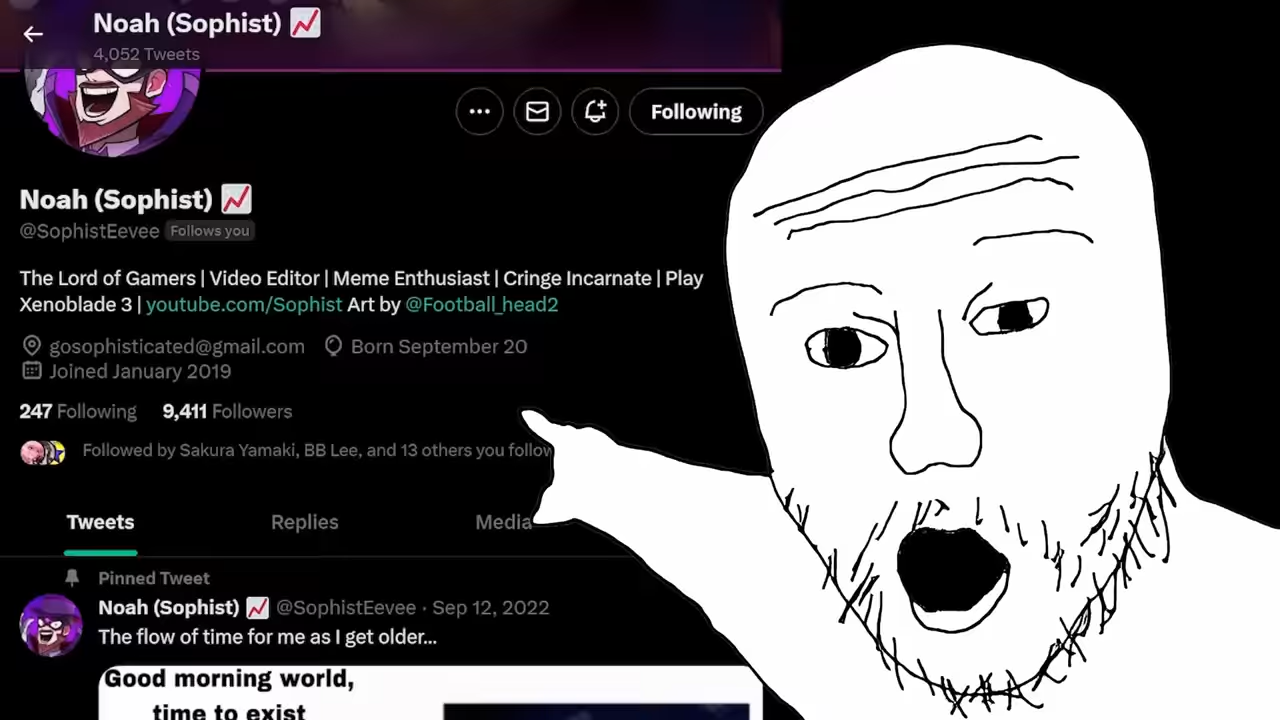 Noah (Sophist) 📈
4,052 Tweets
Following
Noah (Sophist) 📈
@SophistEevee Follows you
The Lord of Gamers | Video Editor | Meme Enthusiast | Cringe Incarnate | Play
Xenoblade 3 | youtube.com/Sophist Art by @Football_head2
gosophisticated@gmail.com Born September 20
Joined January 2019
247 Following 9,411 Followers
Followed by Sakura Yamaki, BB Lee, and 13 others you follow
Tweets Replies Media
Pinned Tweet
Noah (Sophist) 📈 @SophistEevee · Sep 12, 2022
The flow of time for me as I get older...
Good morning world,
time to exist